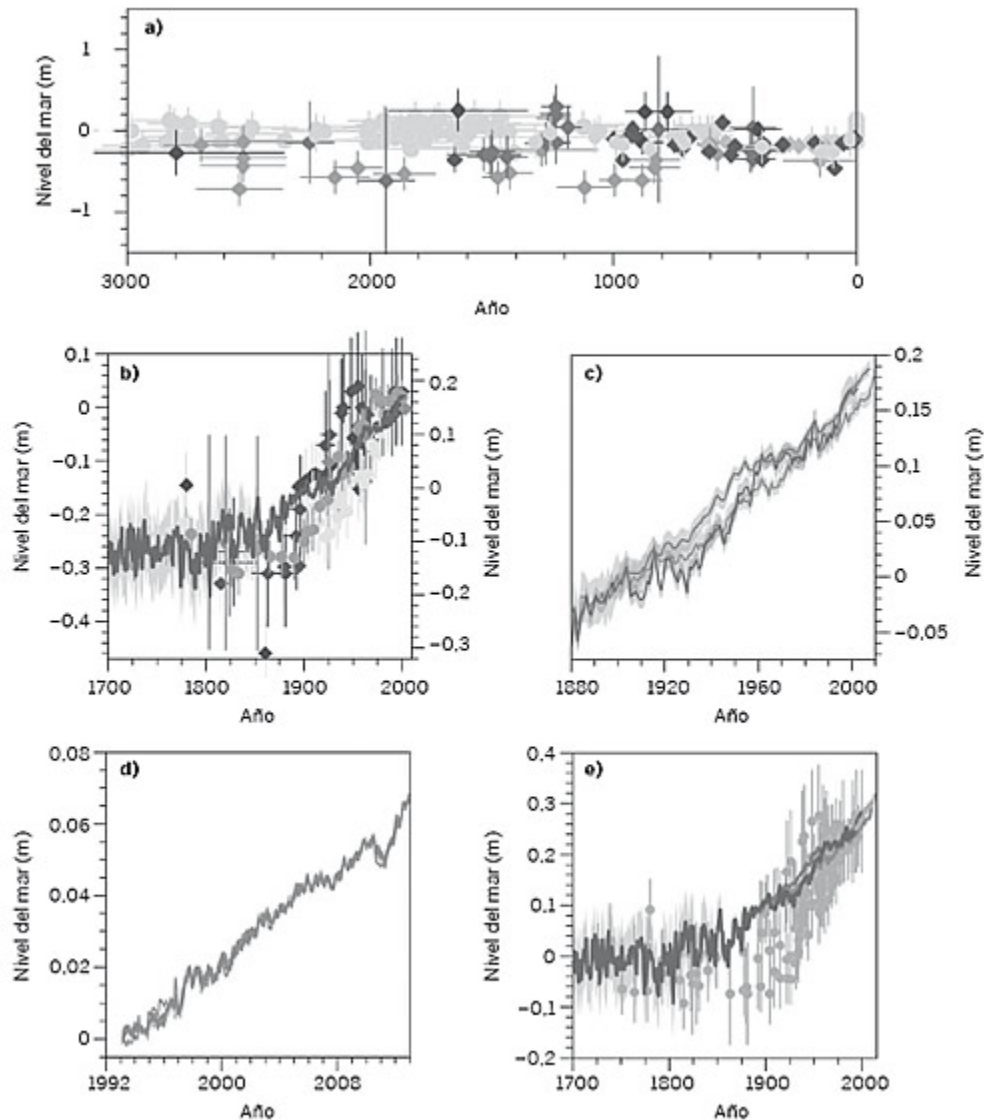 a)
Nivel del mar (m)
1
0
-1
3000 2000 1000 0
Año
b)
Nivel del mar (m)
0.1
0
-0.1
-0.2
-0.3
-0.4
0.2
0.1
0
-0.1
-0.2
-0.3
Nivel del mar (m)
1700 1800 1900 2000
Año
c)
0.2
0.15
0.1
0.05
0
-0.05
Nivel del mar (m)
1880 1920 1960 2000
Año
d)
Nivel del mar (m)
0.08
0.06
0.04
0.02
0
1992 2000 2008
Año
e)
Nivel del mar (m)
0.4
0.3
0.2
0.1
0
-0.1
-0.2
1700 1800 1900 2000
Año